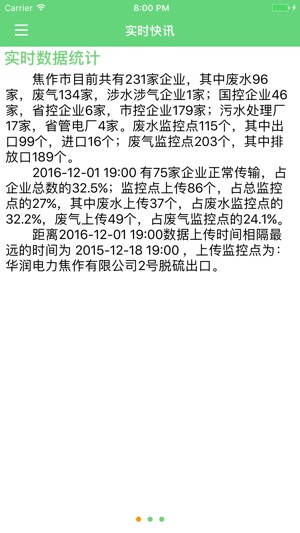 Carrier 8:00 PM
实时快讯
实时数据统计
焦作市目前共有231家企业，其中废水96
家，废气134家，涉水涉气企业1家；国控企业46
家，省控企业6家，市控企业179家；污水处理厂
17家，省管电厂4家。废水监控点115个，其中出
口99个，进口16个；废气监控点203个，其中排
放口189个。
2016-12-01 19:00 有75家企业正常传输，占
企业总数的32.5%；监控点上传86个，占总监控
点的27%，其中废水上传37个，占废水监控点的
32.2%，废气上传49个，占废气监控点的24.1%。
距离2016-12-01 19:00数据上传时间相隔最
远的时间为 2015-12-18 19:00 ，上传监控点为：
华润电力焦作有限公司2号脱硫出口。